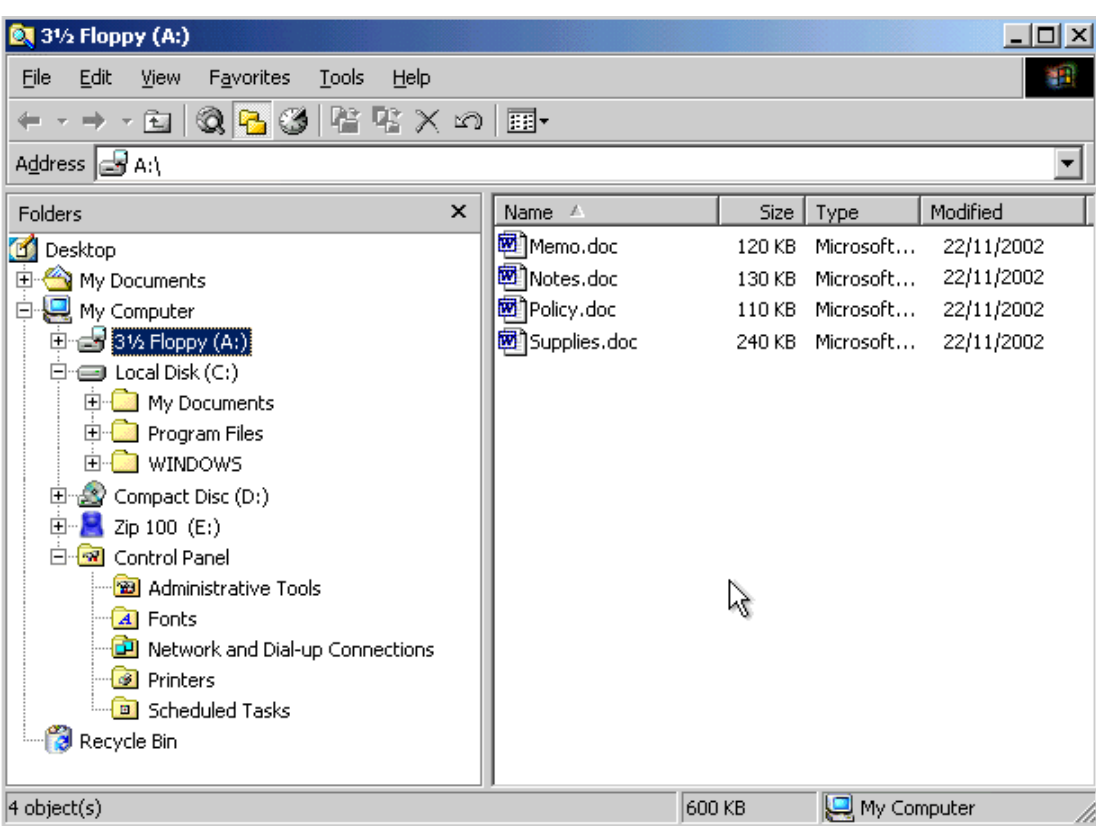 3½ Floppy (A:)
File Edit View Favorites Tools Help
Address A:\
Folders
Desktop
My Documents
My Computer
3½ Floppy (A:)
Local Disk (C:)
My Documents
Program Files
WINDOWS
Compact Disc (D:)
Zip 100 (E:)
Control Panel
Administrative Tools
Fonts
Network and Dial-up Connections
Printers
Scheduled Tasks
Recycle Bin
Name Size Type Modified
Memo.doc 120 KB Microsoft... 22/11/2002
Notes.doc 130 KB Microsoft... 22/11/2002
Policy.doc 110 KB Microsoft... 22/11/2002
Supplies.doc 240 KB Microsoft... 22/11/2002
4 object(s) 600 KB My Computer